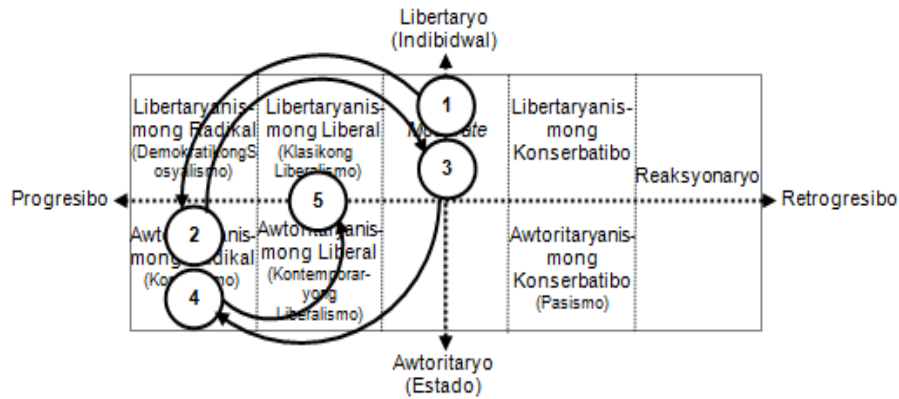 Libertaryo
(Indibidwal)
Libertaryanis-
mong Radikal
(DemokratikongS
osyalismo)
Libertaryanis-
mong Liberal
(Klasikong
Liberalismo)
1
3
Libertaryanis-
mong
Konserbatibo
Reaksyonaryo
Progresibo
Retrogresibo
5
2
4
mong
Liberal
(Kontemporar-
yong
Liberalismo)
Awtoritaryanis-
mong
Konserbatibo
(Pasismo)
Awtoritaryo
(Estado)